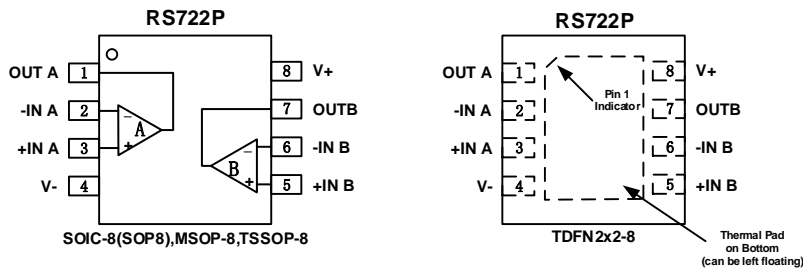 RS722P
OUT A 1
-IN A 2
+IN A 3
V- 4
8 V+
7 OUTB
6 -IN B
5 +IN B
A
B
SOIC-8(SOP8),MSOP-8,TSSOP-8
RS722P
OUT A 1
-IN A 2
+IN A 3
V- 4
Pin 1
Indicator
8 V+
7 OUTB
6 -IN B
5 +IN B
TDFN2x2-8
Thermal Pad
on Bottom
(can be left floating)